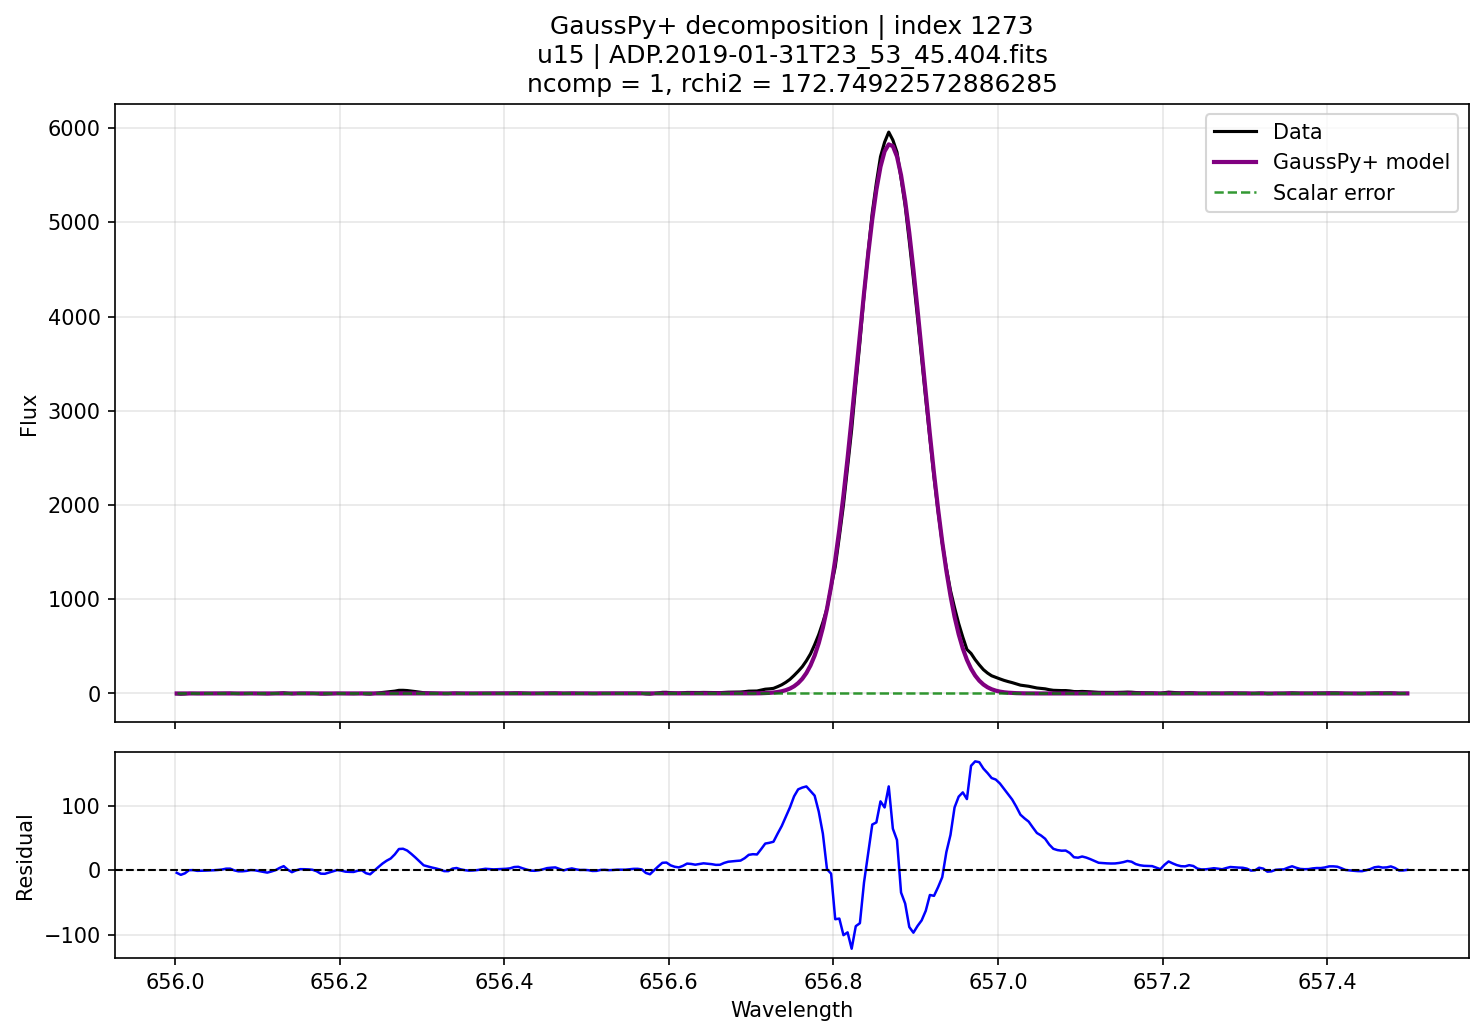 GaussPy+ decomposition | index 1273
u15 | ADP.2019-01-31T23_53_45.404.fits
ncomp = 1, rchi2 = 172.74922572886285
6000
5000
4000
3000
2000
1000
0
Flux
Data
GaussPy+ model
Scalar error
100
0
−100
Residual
656.0 656.2 656.4 656.6 656.8 657.0 657.2 657.4
Wavelength